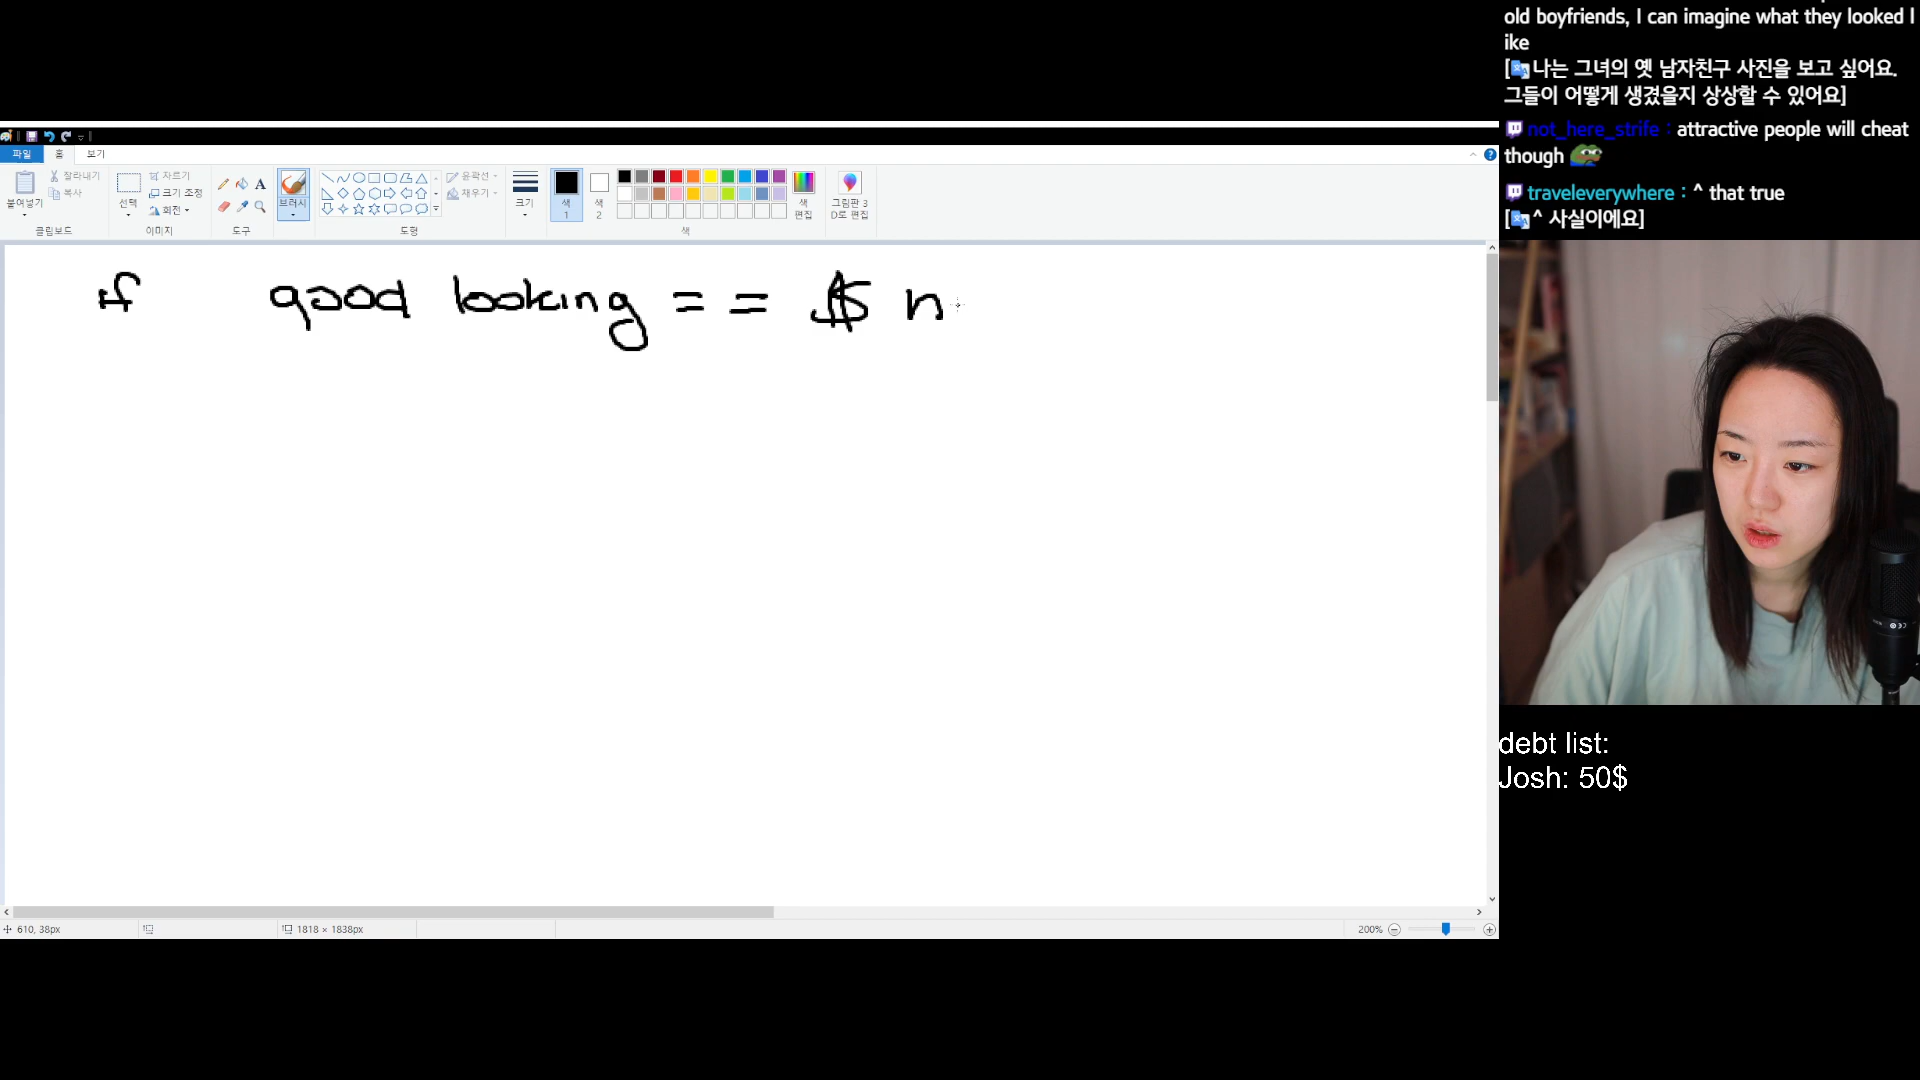 old boyfriends, I can imagine what they looked l
ike
[나는 그녀의 옛 남자친구 사진을 보고 싶어요.
그들이 어떻게 생겼을지 상상할 수 있어요]
not_here_strife : attractive people will cheat
though
traveleverywhere : ^ that true
[^ 사실이에요]
파일 홈 보기
붙여넣기 잘라내기 복사
클립보드
선택 자르기 크기 조정 회전
이미지
A
도구
브러시
윤곽선 채우기
도형
크기
색 1
색 2
색 편집
색
그림판 3D로 편집
if good looking = = $ n
610, 38px
1818 × 1838px
200%
debt list:
Josh: 50$